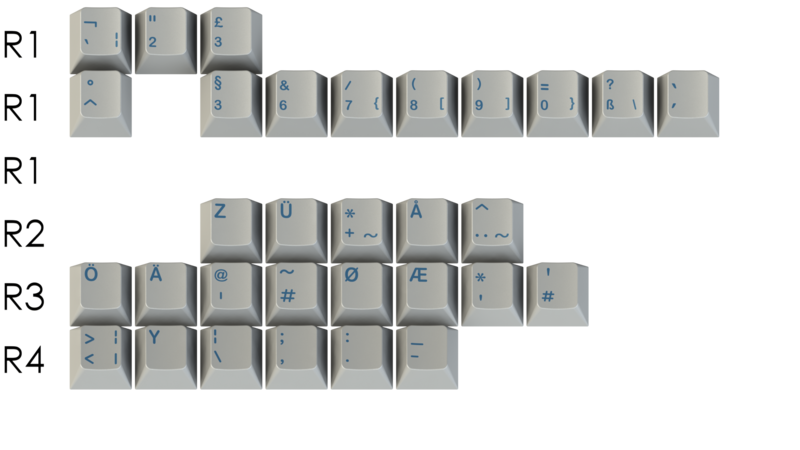 R1 ¬ ` ¦ " 2 £ 3
R1 ° ^ § 3 & 6 / 7 { ( 8 [ ) 9 ] = 0 } ? ß \ ` ´
R1
R2 Z Ü * + ~ Å ^ ¨ ~
R3 Ö Ä @ ' ~ # Ø Æ * ' ' #
R4 > < ¦ | Y ¦ \ ; , : . _ -